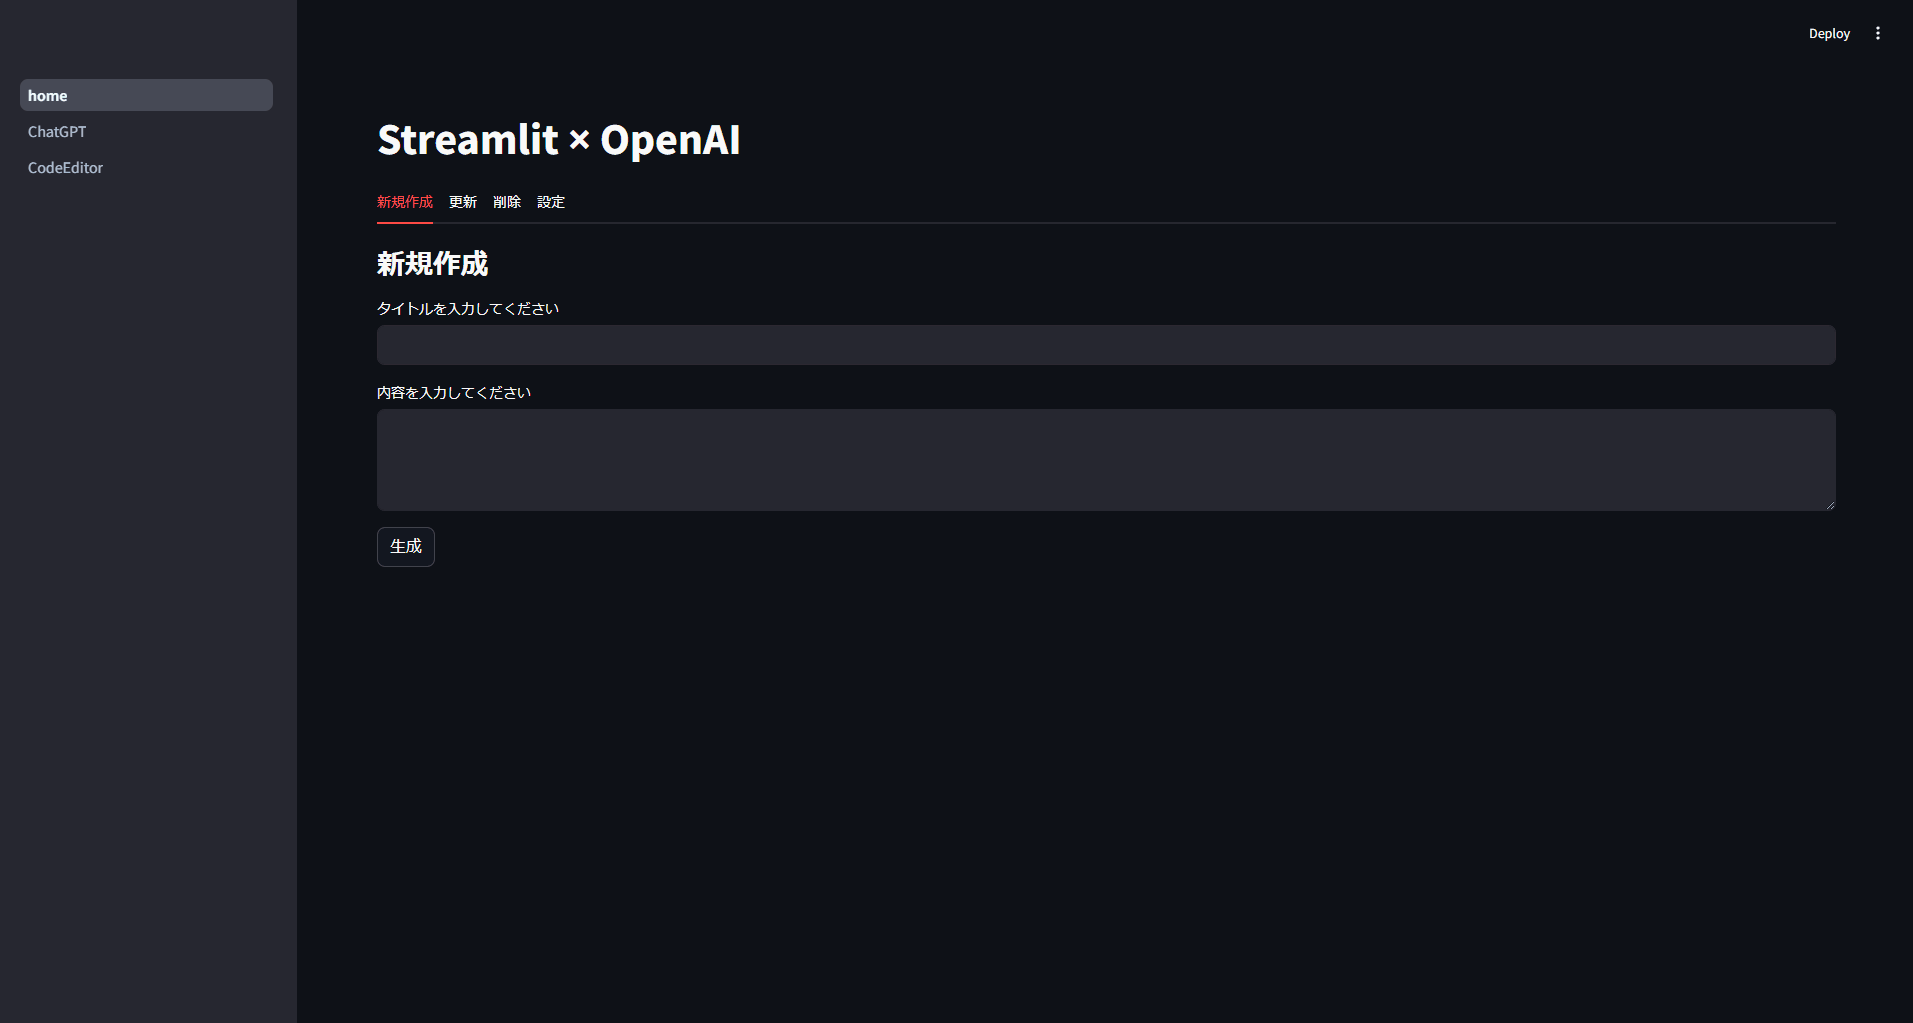 Deploy
home
ChatGPT
CodeEditor
Streamlit × OpenAI
新規作成 更新 削除 設定
新規作成
タイトルを入力してください
内容を入力してください
生成